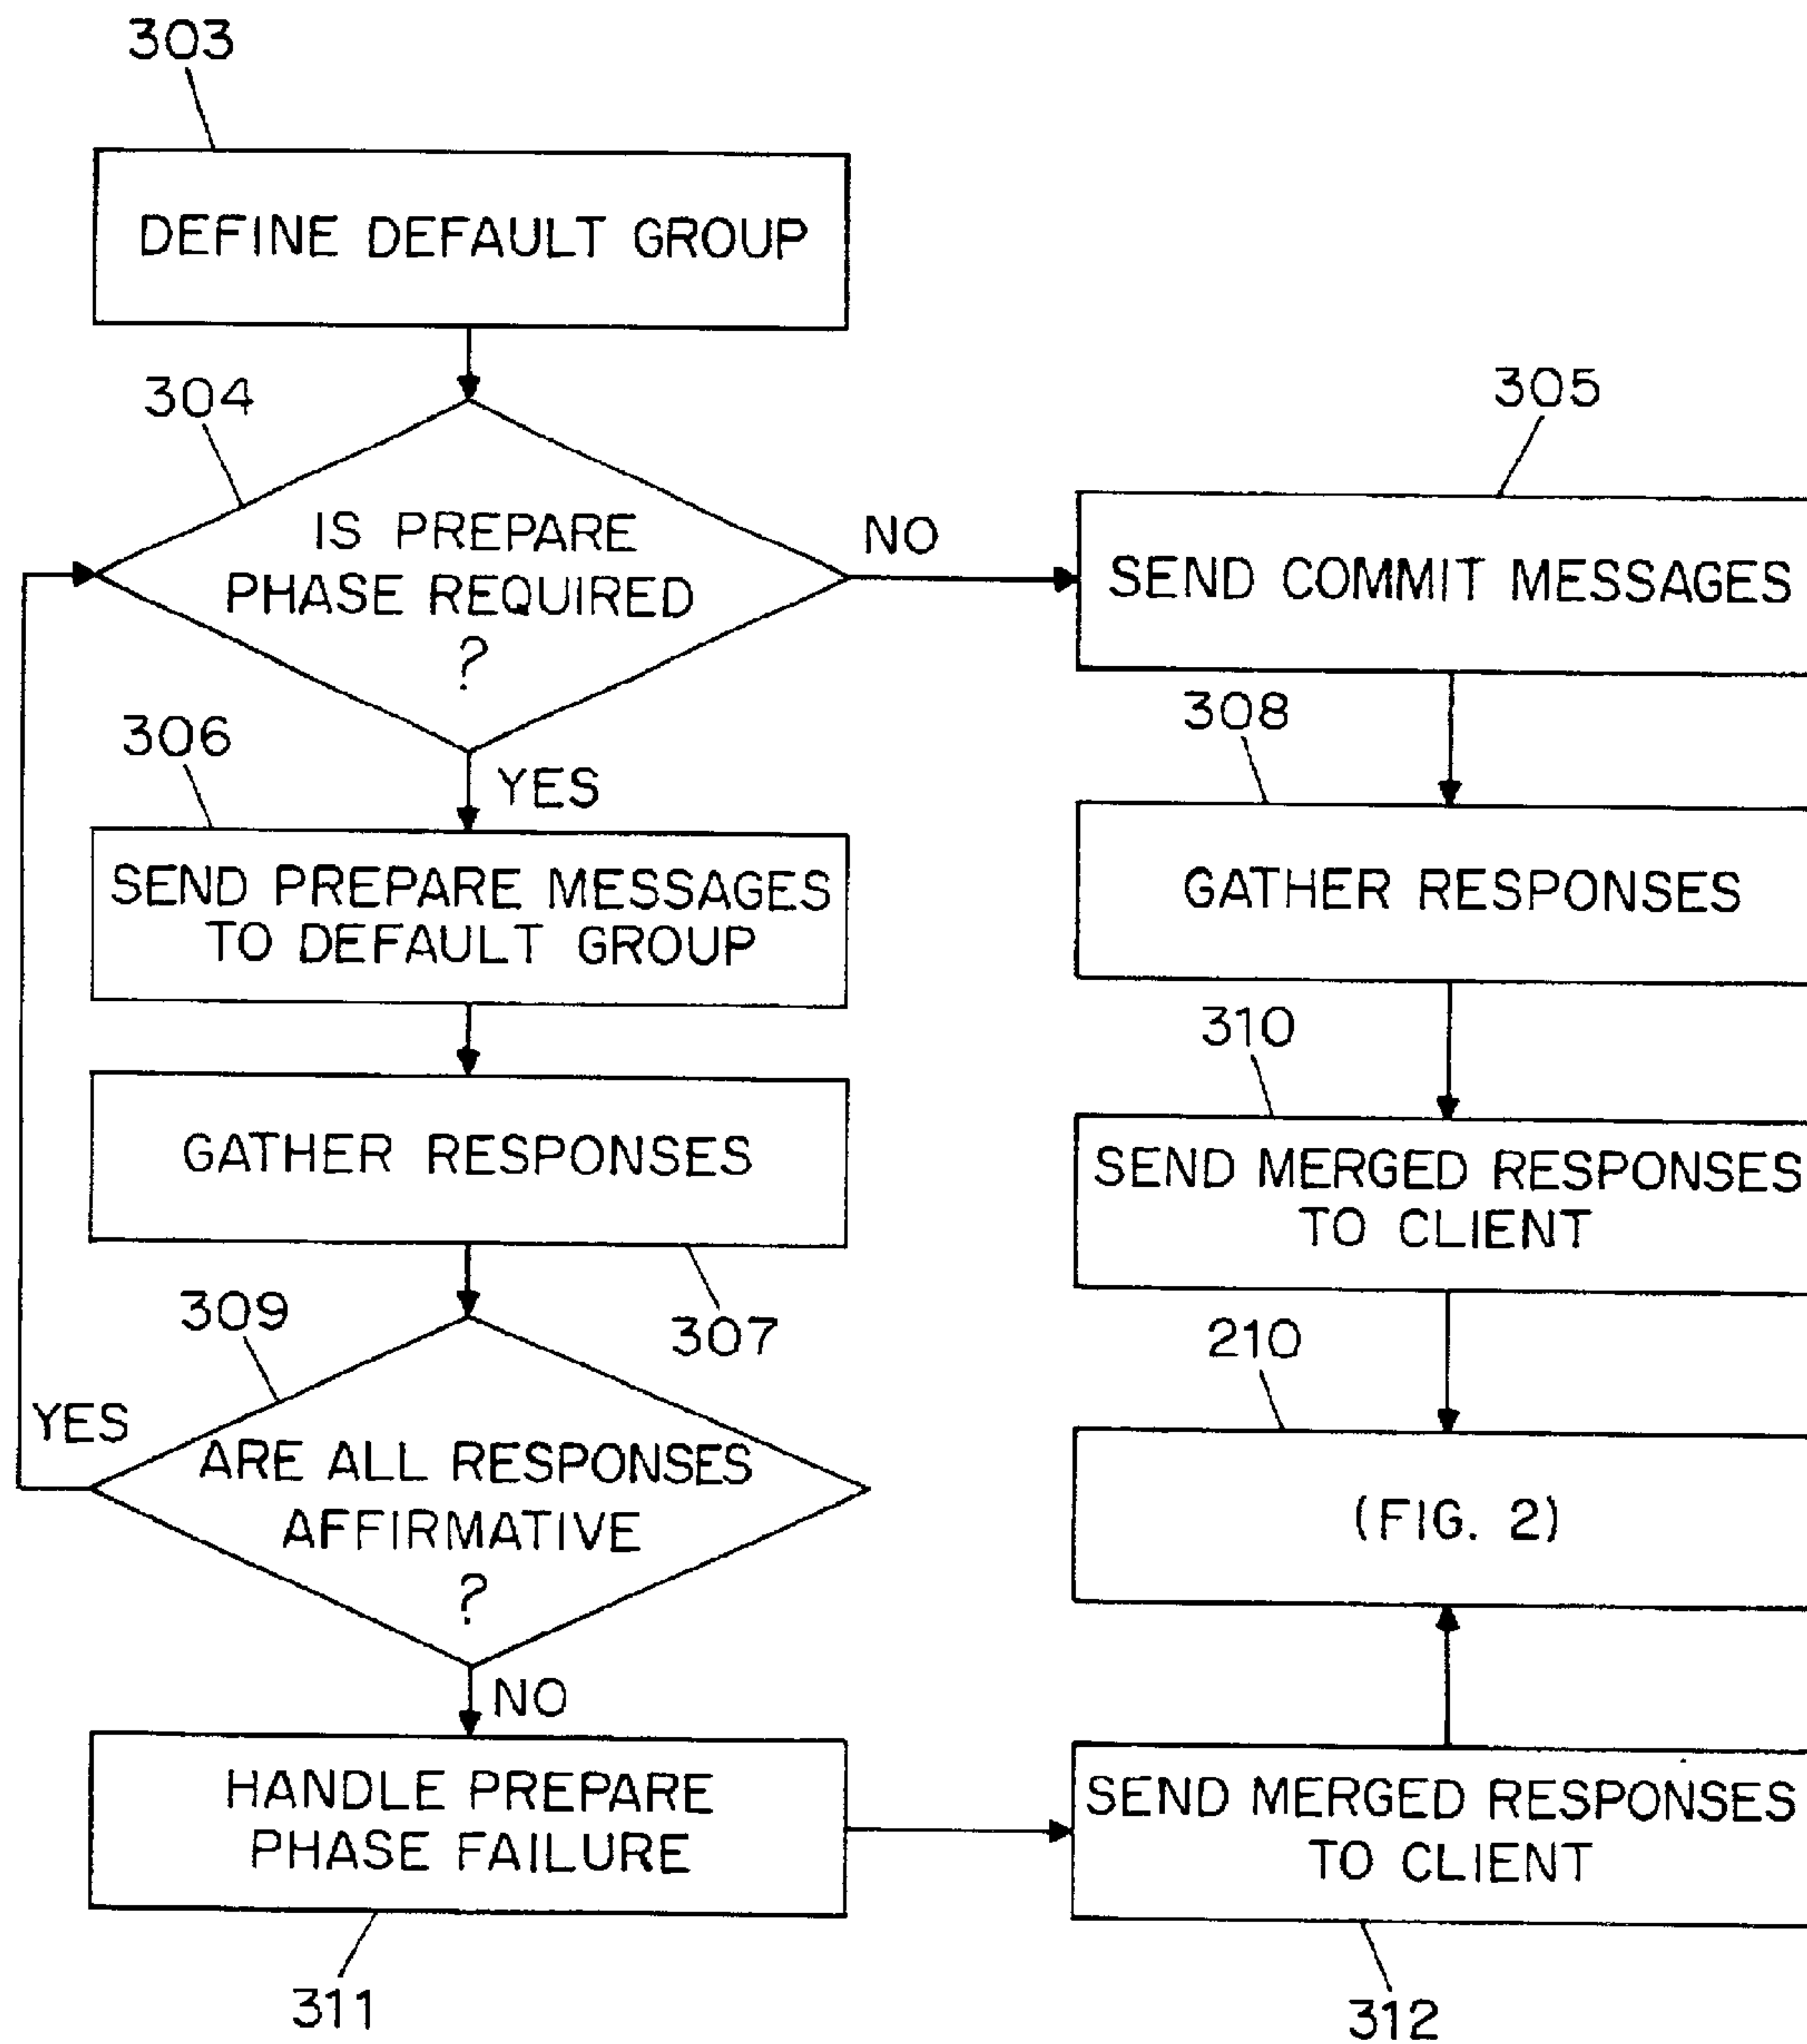 303
DEFINE DEFAULT GROUP
304
IS PREPARE
PHASE REQUIRED
?
NO
305
SEND COMMIT MESSAGES
YES
306
SEND PREPARE MESSAGES
TO DEFAULT GROUP
308
GATHER RESPONSES
GATHER RESPONSES
307
310
SEND MERGED RESPONSES
TO CLIENT
309
YES
ARE ALL RESPONSES
AFFIRMATIVE
?
NO
210
(FIG. 2)
HANDLE PREPARE
PHASE FAILURE
311
SEND MERGED RESPONSES
TO CLIENT
312